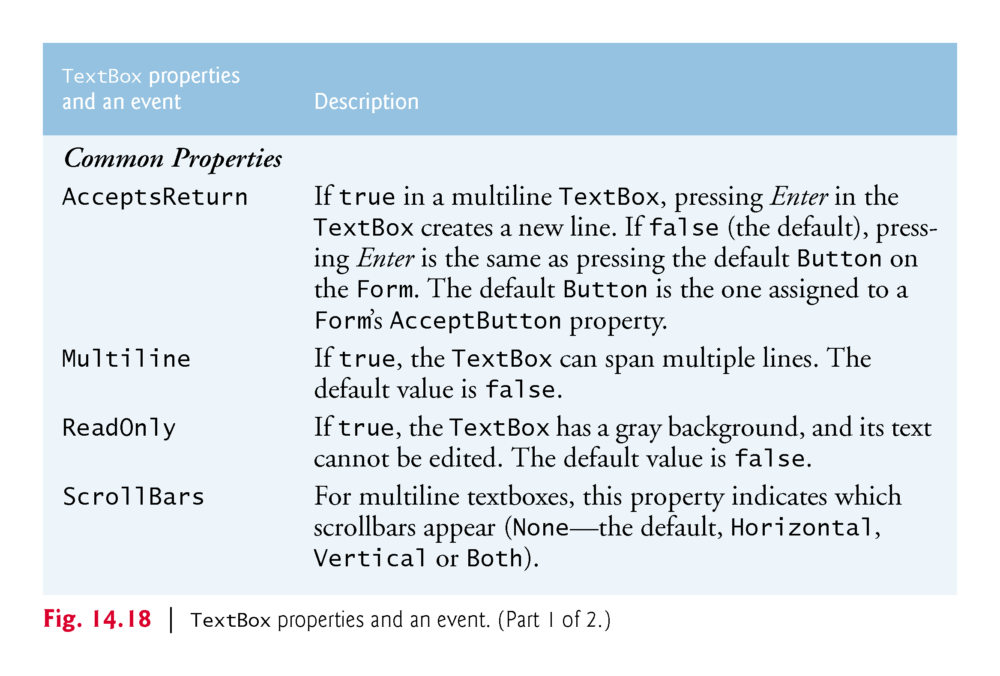 TextBox properties
and an event
Description
Common Properties
AcceptsReturn
If true in a multiline TextBox, pressing Enter in the
TextBox creates a new line. If false (the default), press-
ing Enter is the same as pressing the default Button on
the Form. The default Button is the one assigned to a
Form’s AcceptButton property.
Multiline
If true, the TextBox can span multiple lines. The
default value is false.
ReadOnly
If true, the TextBox has a gray background, and its text
cannot be edited. The default value is false.
ScrollBars
For multiline textboxes, this property indicates which
scrollbars appear (None—the default, Horizontal,
Vertical or Both).
Fig. 14.18 | TextBox properties and an event. (Part 1 of 2.)